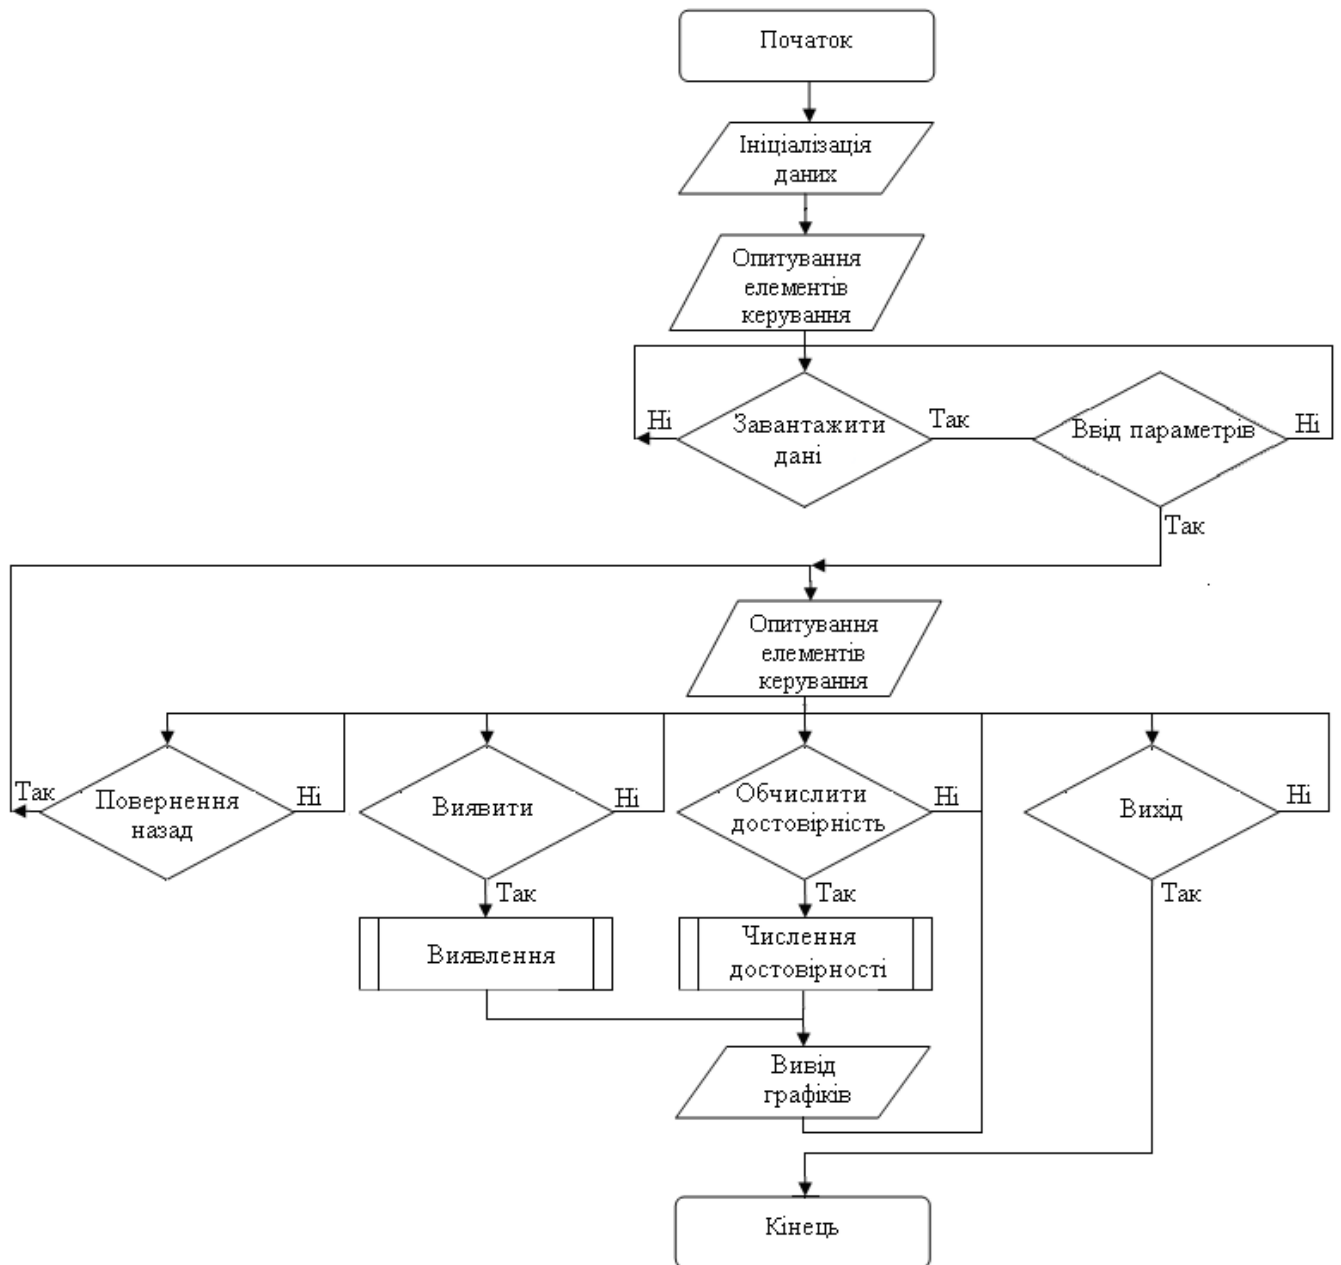 Початок
Ініціалізація
даних
Опитування
елементів
керування
Ні
Завантажити
дані
Так
Ввід параметрів
Ні
Так
Опитування
елементів
керування
Так
Повернення
назад
Ні
Виявити
Ні
Обчислити
достовірність
Ні
Вихід
Ні
Так
Так
Так
Виявлення
Числення
достовірності
Вивід
графіків
Кінець